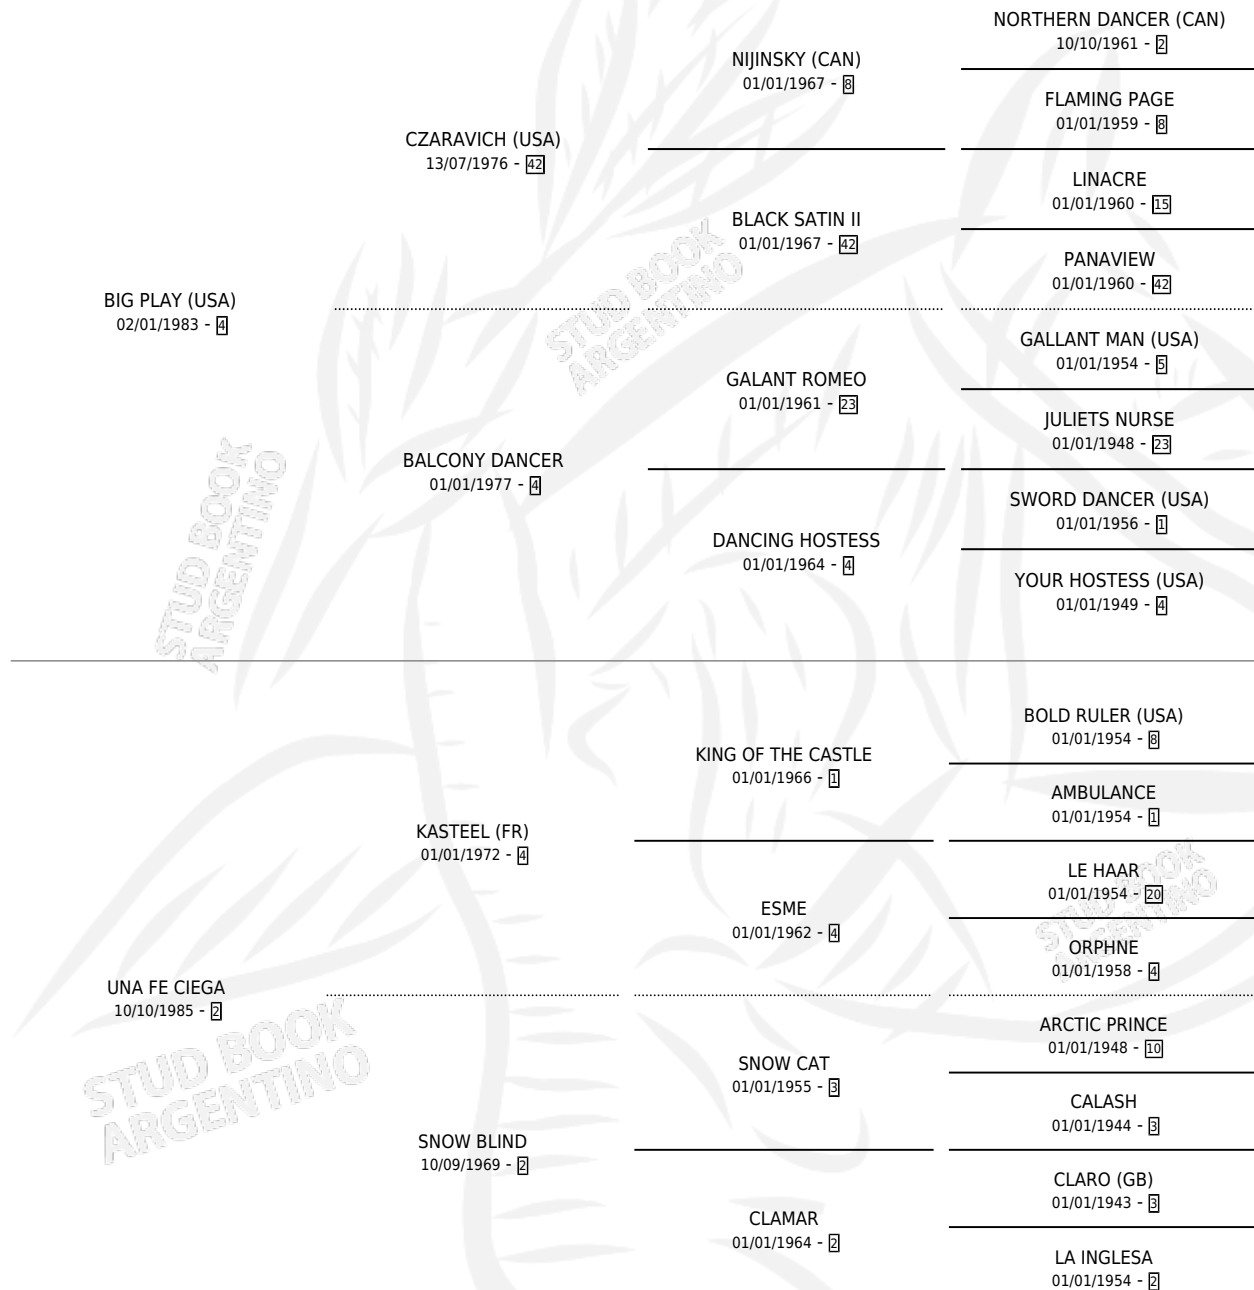 NORTHERN DANCER (CAN)
10/10/1961 - 2
NIJINSKY (CAN)
01/01/1967 - 8
FLAMING PAGE
01/01/1959 - 8
CZARAVICH (USA)
13/07/1976 - 42
LINACRE
01/01/1960 - 15
BLACK SATIN II
01/01/1967 - 42
PANAVIEW
01/01/1960 - 42
BIG PLAY (USA)
02/01/1983 - 4
GALLANT MAN (USA)
01/01/1954 - 5
GALANT ROMEO
01/01/1961 - 23
JULIETS NURSE
01/01/1948 - 23
BALCONY DANCER
01/01/1977 - 4
SWORD DANCER (USA)
01/01/1956 - 1
DANCING HOSTESS
01/01/1964 - 4
YOUR HOSTESS (USA)
01/01/1949 - 4
BOLD RULER (USA)
01/01/1954 - 8
KING OF THE CASTLE
01/01/1966 - 1
AMBULANCE
01/01/1954 - 1
KASTEEL (FR)
01/01/1972 - 4
LE HAAR
01/01/1954 - 20
ESME
01/01/1962 - 4
ORPHNE
01/01/1958 - 4
UNA FE CIEGA
10/10/1985 - 2
ARCTIC PRINCE
01/01/1948 - 10
SNOW CAT
01/01/1955 - 3
CALASH
01/01/1944 - 3
SNOW BLIND
10/09/1969 - 2
CLARO (GB)
01/01/1943 - 3
CLAMAR
01/01/1964 - 2
LA INGLESA
01/01/1954 - 2
STUD BOOK
ARGENTINO
STUD BOOK
ARGENTINO
STUD BOOK
ARGENTINO
STUD BOOK
ARGENTINO